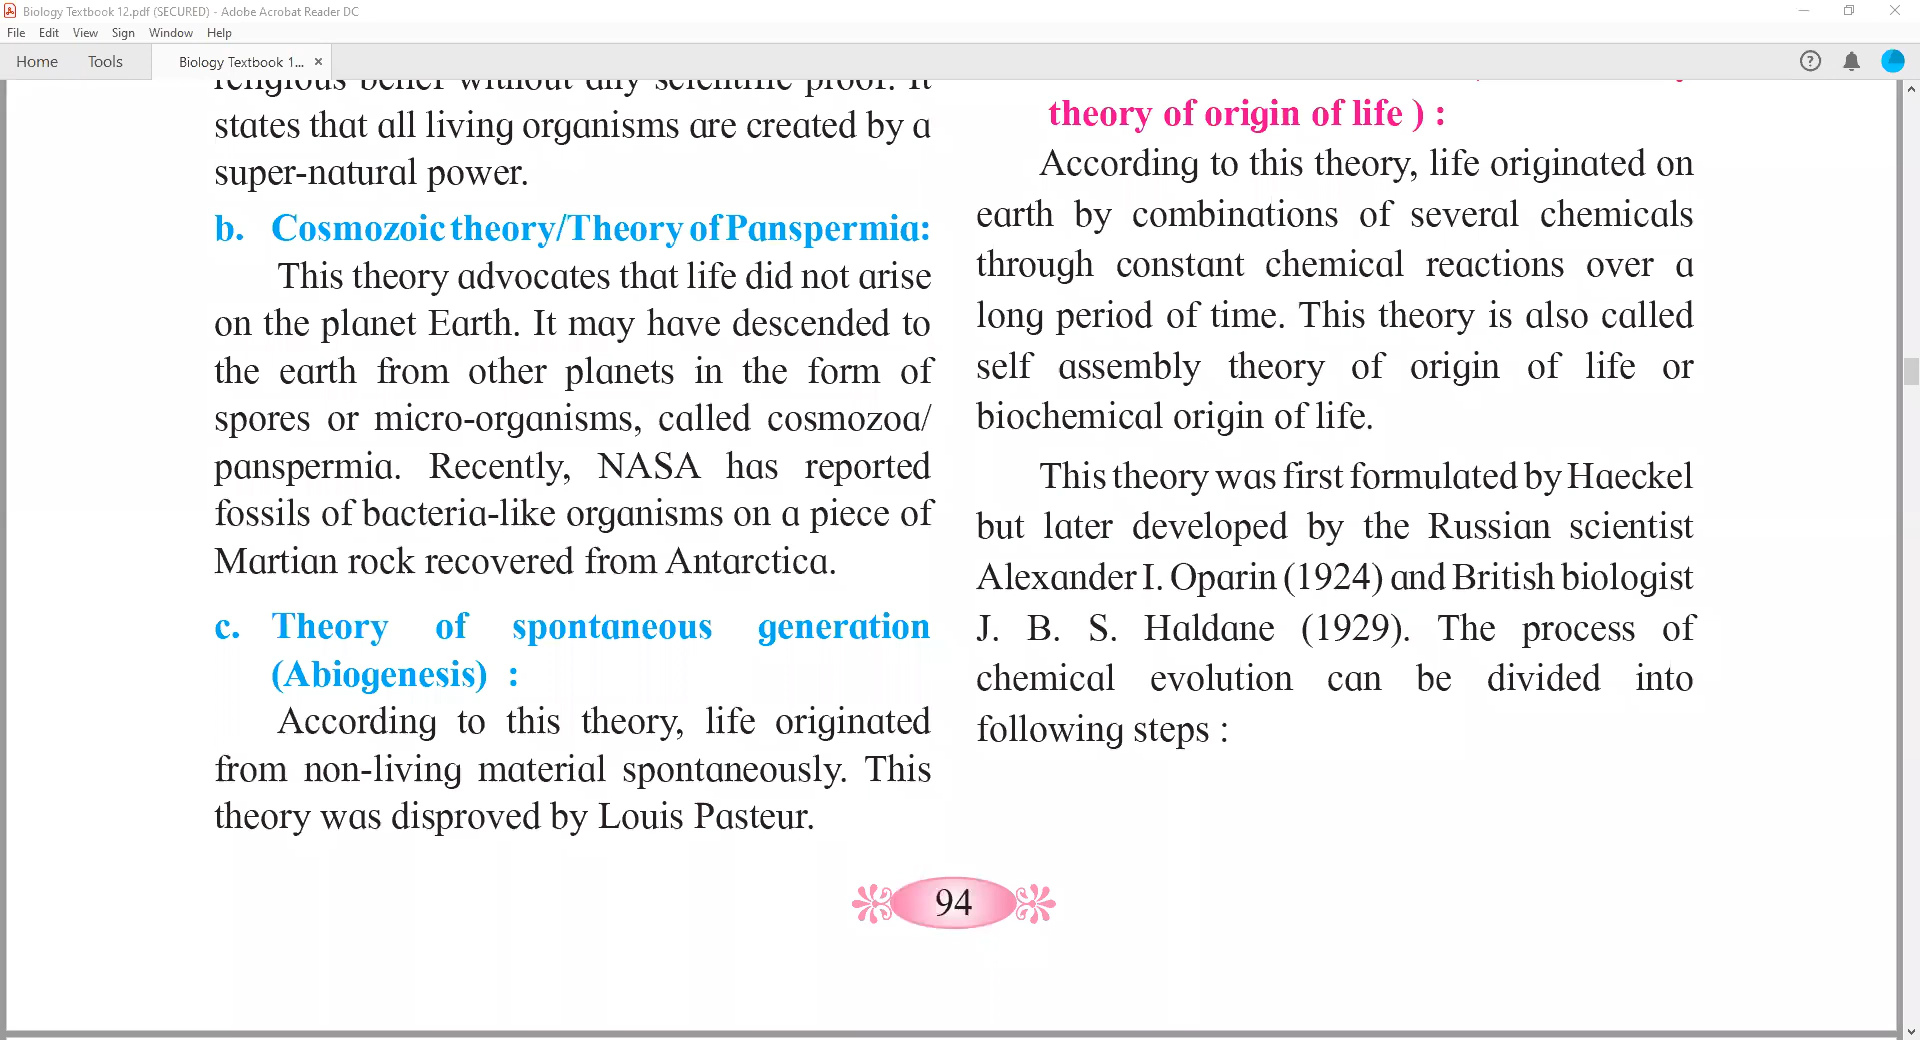 Biology Textbook 12.pdf (SECURED) - Adobe Acrobat Reader DC
File Edit View Sign Window Help
Home Tools Biology Textbook 1... ×
religious belief without any scientific proof. It
states that all living organisms are created by a
super-natural power.
b. Cosmozoic theory/Theory of Panspermia:
This theory advocates that life did not arise
on the planet Earth. It may have descended to
the earth from other planets in the form of
spores or micro-organisms, called cosmozoa/
panspermia. Recently, NASA has reported
fossils of bacteria-like organisms on a piece of
Martian rock recovered from Antarctica.
c. Theory of spontaneous generation
(Abiogenesis) :
According to this theory, life originated
from non-living material spontaneously. This
theory was disproved by Louis Pasteur.
theory of origin of life ) :
According to this theory, life originated on
earth by combinations of several chemicals
through constant chemical reactions over a
long period of time. This theory is also called
self assembly theory of origin of life or
biochemical origin of life.
This theory was first formulated by Haeckel
but later developed by the Russian scientist
Alexander I. Oparin (1924) and British biologist
J. B. S. Haldane (1929). The process of
chemical evolution can be divided into
following steps :
94